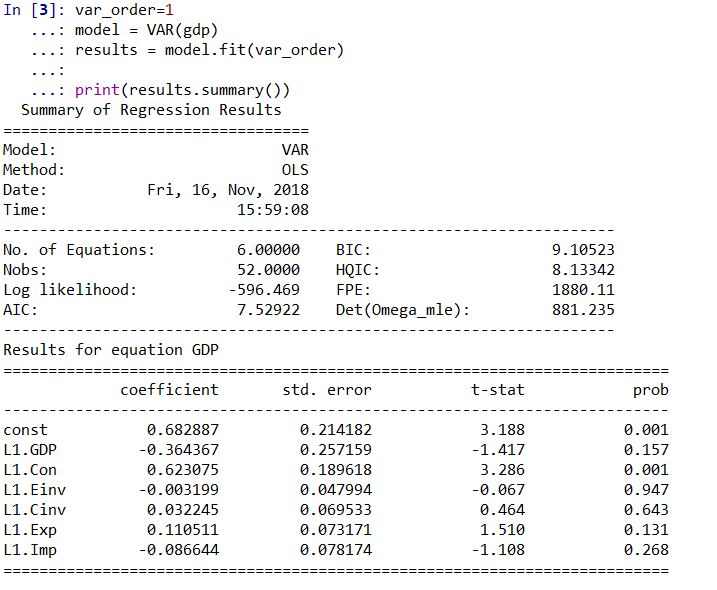 In [3]: var_order=1
   ...: model = VAR(gdp)
   ...: results = model.fit(var_order)
   ...:
   ...: print(results.summary())
  Summary of Regression Results
==================================
Model:                         VAR
Method:                        OLS
Date:           Fri, 16, Nov, 2018
Time:                     15:59:08
--------------------------------------------------------------------
No. of Equations:         6.00000    BIC:                    9.10523
Nobs:                     52.0000    HQIC:                   8.13342
Log likelihood:          -596.469    FPE:                    1880.11
AIC:                      7.52922    Det(Omega_mle):         881.235
--------------------------------------------------------------------
Results for equation GDP
==========================================================================
             coefficient       std. error           t-stat            prob
--------------------------------------------------------------------------
const           0.682887         0.214182            3.188           0.001
L1.GDP         -0.364367         0.257159           -1.417           0.157
L1.Con          0.623075         0.189618            3.286           0.001
L1.Einv        -0.003199         0.047994           -0.067           0.947
L1.Cinv         0.032245         0.069533            0.464           0.643
L1.Exp          0.110511         0.073171            1.510           0.131
L1.Imp         -0.086644         0.078174           -1.108           0.268
==========================================================================